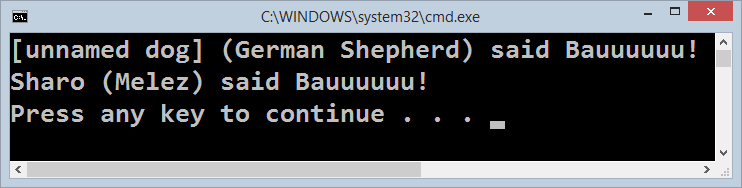 C:\WINDOWS\system32\cmd.exe
[unnamed dog] (German Shepherd) said Bauuuuuu!
Sharo (Melez) said Bauuuuuu!
Press any key to continue . . .